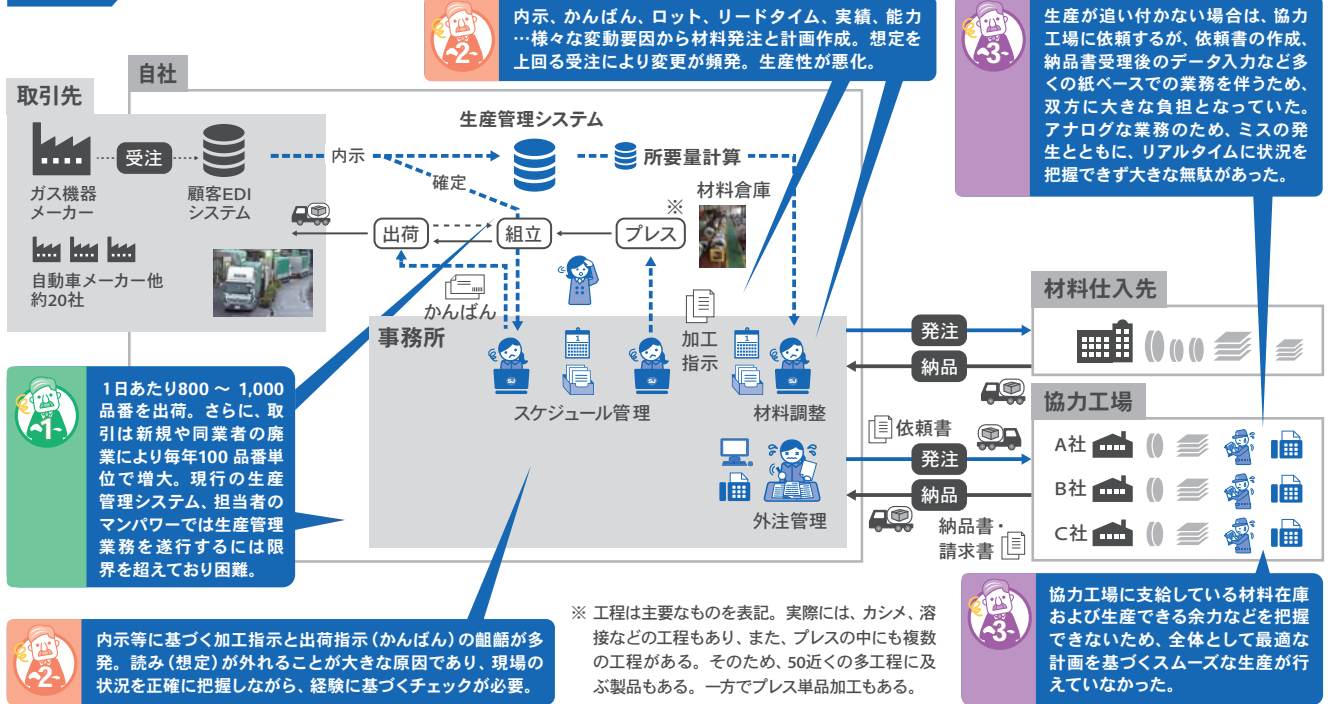 -2-
内示、かんばん、ロット、リードタイム、実績、能力
…様々な変動要因から材料発注と計画作成。想定を
上回る受注により変更が頻発。生産性が悪化。
-3-
生産が追い付かない場合は、協力
工場に依頼するが、依頼書の作成、
納品書受理後のデータ入力など多
くの紙ベースでの業務を伴うため、
双方に大きな負担となっていた。
アナログな業務のため、ミスの発
生とともに、リアルタイムに状況を
把握できず大きな無駄があった。
取引先
自社
ガス機器
メーカー
受注
顧客EDI
システム
自動車メーカー他
約20社
内示
確定
生産管理システム
所要量計算
材料倉庫
出荷
組立
プレス
※
かんばん
加工
指示
事務所
スケジュール管理
材料調整
外注管理
発注
納品
材料仕入先
依頼書
発注
納品
納品書・
請求書
協力工場
A社
B社
C社
-1-
1日あたり800 ～ 1,000
品番を出荷。さらに、取
引は新規や同業者の廃
業により毎年100 品番単
位で増大。現行の生産
管理システム、担当者の
マンパワーでは生産管理
業務を遂行するには限
界を超えており困難。
-2-
内示等に基づく加工指示と出荷指示（かんばん）の齟齬が多
発。読み（想定）が外れることが大きな原因であり、現場の
状況を正確に把握しながら、経験に基づくチェックが必要。
※ 工程は主要なものを表記。実際には、カシメ、溶
接などの工程もあり、また、プレスの中にも複数
の工程がある。そのため、50近くの多工程に及
ぶ製品もある。一方でプレス単品加工もある。
-3-
協力工場に支給している材料在庫
および生産できる余力などを把握
できないため、全体として最適な
計画を基づくスムーズな生産が行
えていなかった。